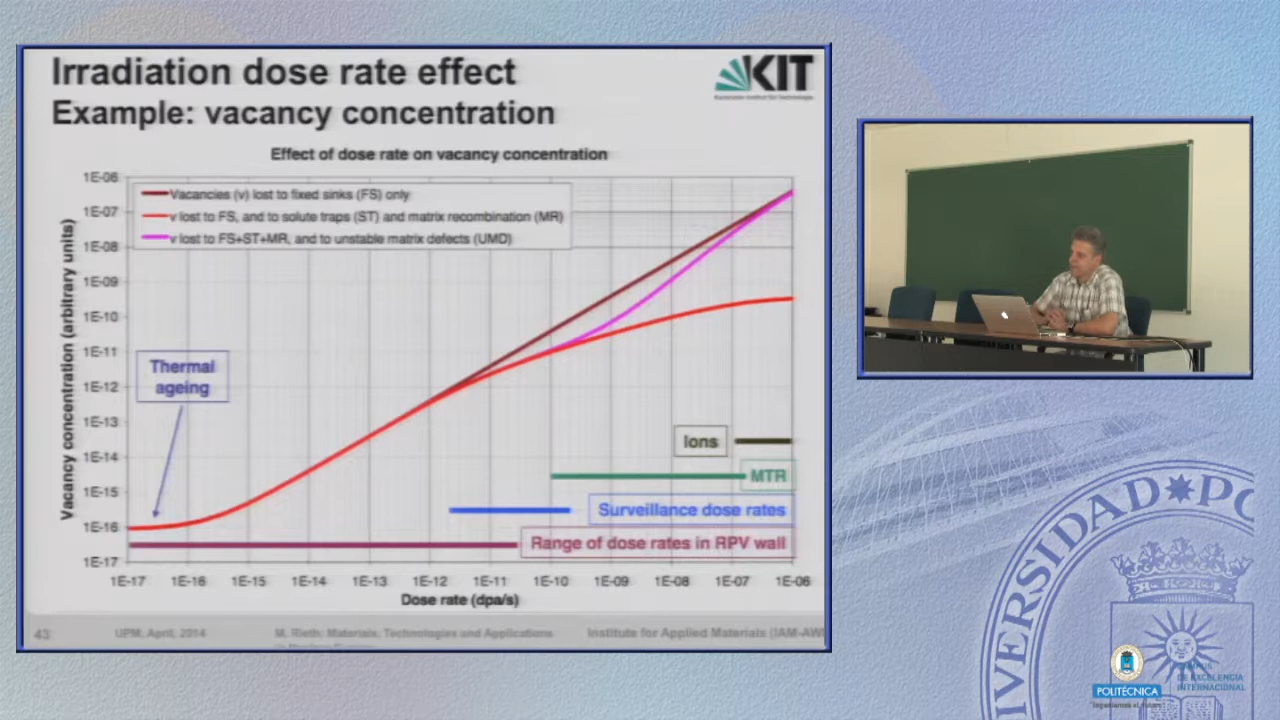 Irradiation dose rate effect
Example: vacancy concentration
KIT
Effect of dose rate on vacancy concentration
Vacancies (v) lost to fixed sinks (FS) only
v lost to FS, and to solute traps (ST) and matrix recombination (MR)
v lost to FS+ST+MR, and to unstable matrix defects (UMD)
Vacancy concentration (arbitrary units)
1E-06
1E-07
1E-08
1E-09
1E-10
1E-11
1E-12
1E-13
1E-14
1E-15
1E-16
1E-17
Thermal
ageing
Ions
MTR
Surveillance dose rates
Range of dose rates in RPV wall
1E-17 1E-16 1E-15 1E-14 1E-13 1E-12 1E-11 1E-10 1E-09 1E-08 1E-07 1E-06
Dose rate (dpa/s)
43 UPM, April, 2014 M. Rieth: Materials, Technologies and Applications Institute for Applied Materials (IAM-AW
UNIVERSIDAD PO
CAMPUS
DE EXCELENCIA
INTERNACIONAL
POLITÉCNICA
"Ingeniamos el futuro"